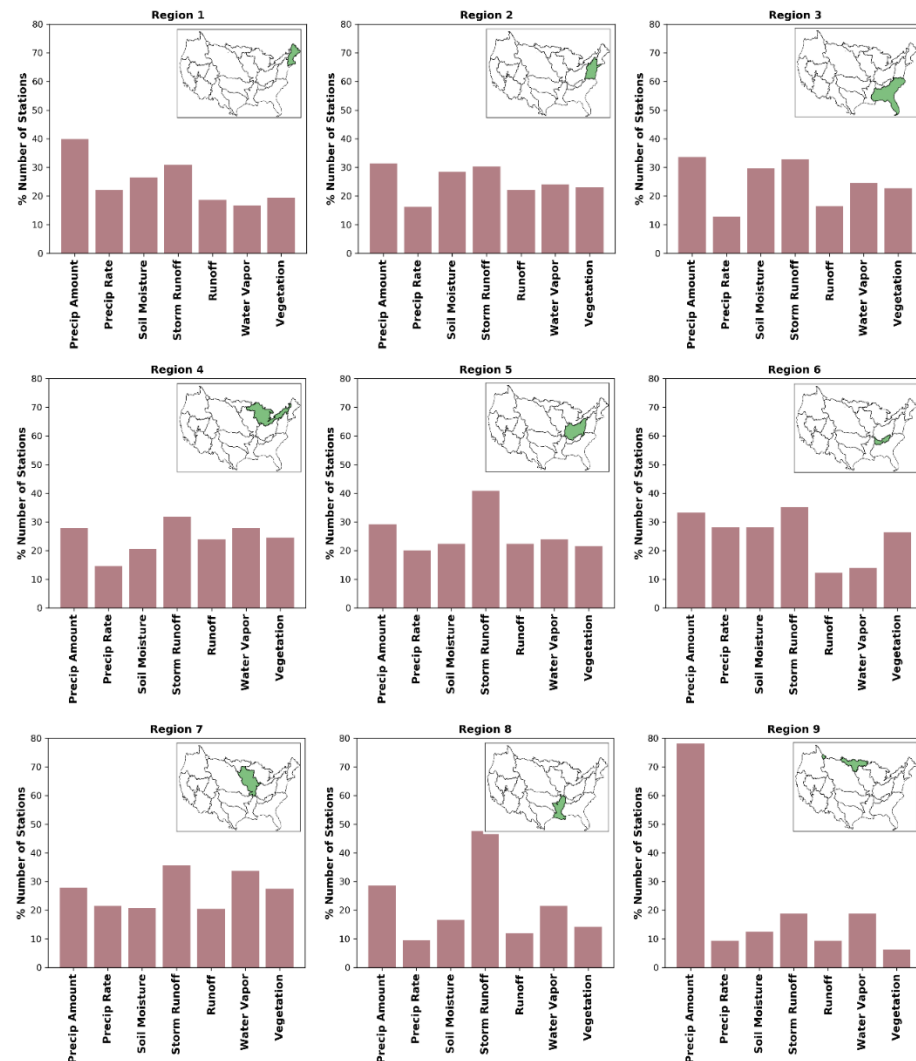 Region 1
% Number of Stations
80
70
60
50
40
30
20
10
0
Precip Amount
Precip Rate
Soil Moisture
Storm Runoff
Runoff
Water Vapor
Vegetation
Region 2
% Number of Stations
80
70
60
50
40
30
20
10
0
Precip Amount
Precip Rate
Soil Moisture
Storm Runoff
Runoff
Water Vapor
Vegetation
Region 3
% Number of Stations
80
70
60
50
40
30
20
10
0
Precip Amount
Precip Rate
Soil Moisture
Storm Runoff
Runoff
Water Vapor
Vegetation
Region 4
% Number of Stations
80
70
60
50
40
30
20
10
0
Precip Amount
Precip Rate
Soil Moisture
Storm Runoff
Runoff
Water Vapor
Vegetation
Region 5
% Number of Stations
80
70
60
50
40
30
20
10
0
Precip Amount
Precip Rate
Soil Moisture
Storm Runoff
Runoff
Water Vapor
Vegetation
Region 6
% Number of Stations
80
70
60
50
40
30
20
10
0
Precip Amount
Precip Rate
Soil Moisture
Storm Runoff
Runoff
Water Vapor
Vegetation
Region 7
% Number of Stations
80
70
60
50
40
30
20
10
0
Precip Amount
Precip Rate
Soil Moisture
Storm Runoff
Runoff
Water Vapor
Vegetation
Region 8
% Number of Stations
80
70
60
50
40
30
20
10
0
Precip Amount
Precip Rate
Soil Moisture
Storm Runoff
Runoff
Water Vapor
Vegetation
Region 9
% Number of Stations
80
70
60
50
40
30
20
10
0
Precip Amount
Precip Rate
Soil Moisture
Storm Runoff
Runoff
Water Vapor
Vegetation